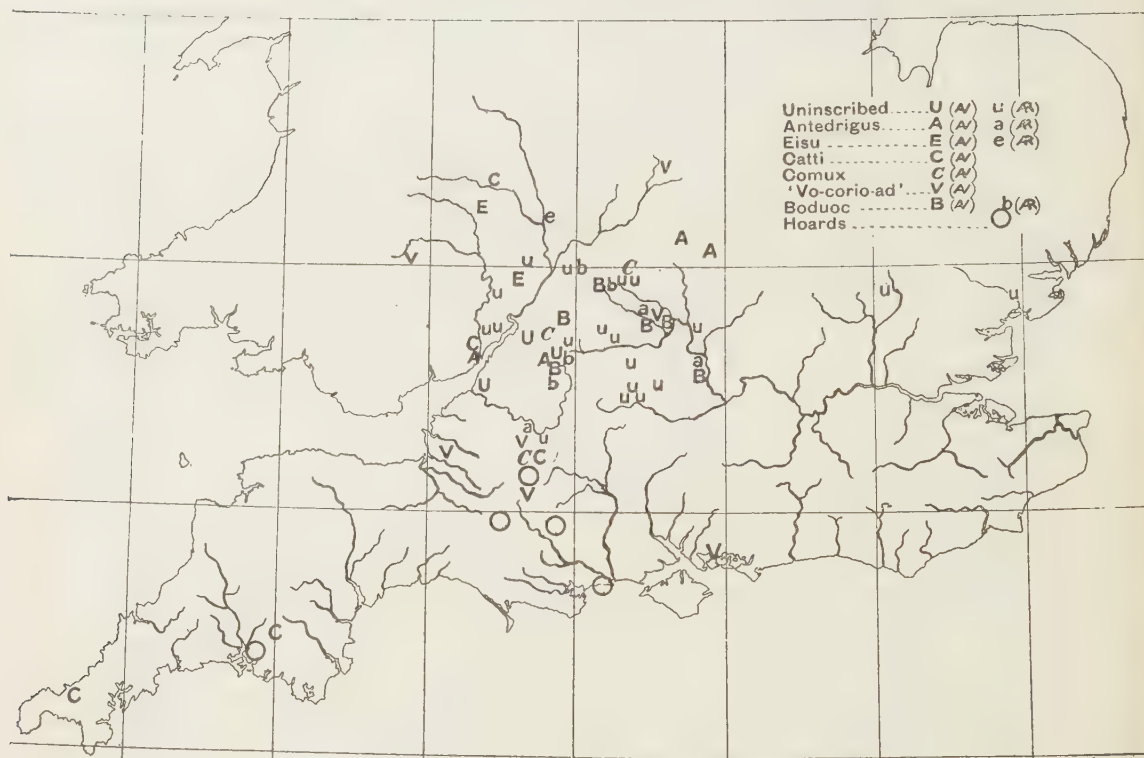 Uninscribed......U (AV) u (AR)
Antedrigus........A (AV) a (AR)
Eisu..................E (AV) e (AR)
Catti.................C (AV)
Comux.............C (AV)
'Vo-corio-ad'....V (AV)
Boduoc............B (AV) b (AR)
Hoards................
V
C
E
e
A
A
V
u
u b
C
E
u u
B b
u
u
u
a V
B
B B
u u
u
u
U C
u
u
C
u
A
A b
u
a
B
B
b
U
u u
u u
a
V u
V
C C
V
V
C
C